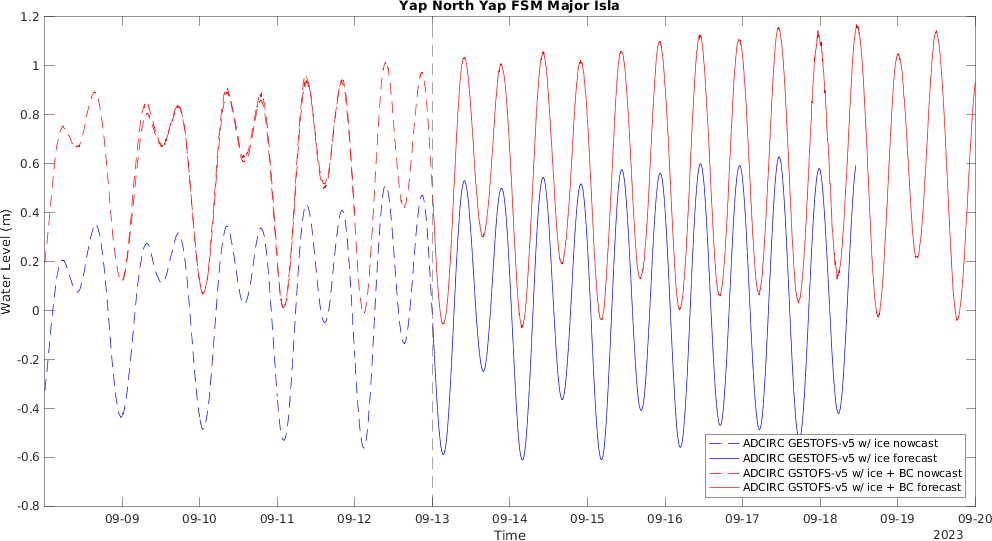 Yap North Yap FSM Major Isla
1.2
1
0.8
0.6
0.4
0.2
0
-0.2
-0.4
-0.6
-0.8
Water Level (m)
09-09 09-10 09-11 09-12 09-13 09-14 09-15 09-16 09-17 09-18 09-19 09-20
Time
2023
ADCIRC GESTOFS-v5 w/ ice nowcast
ADCIRC GESTOFS-v5 w/ ice forecast
ADCIRC GSTOFS-v5 w/ ice + BC nowcast
ADCIRC GSTOFS-v5 w/ ice + BC forecast